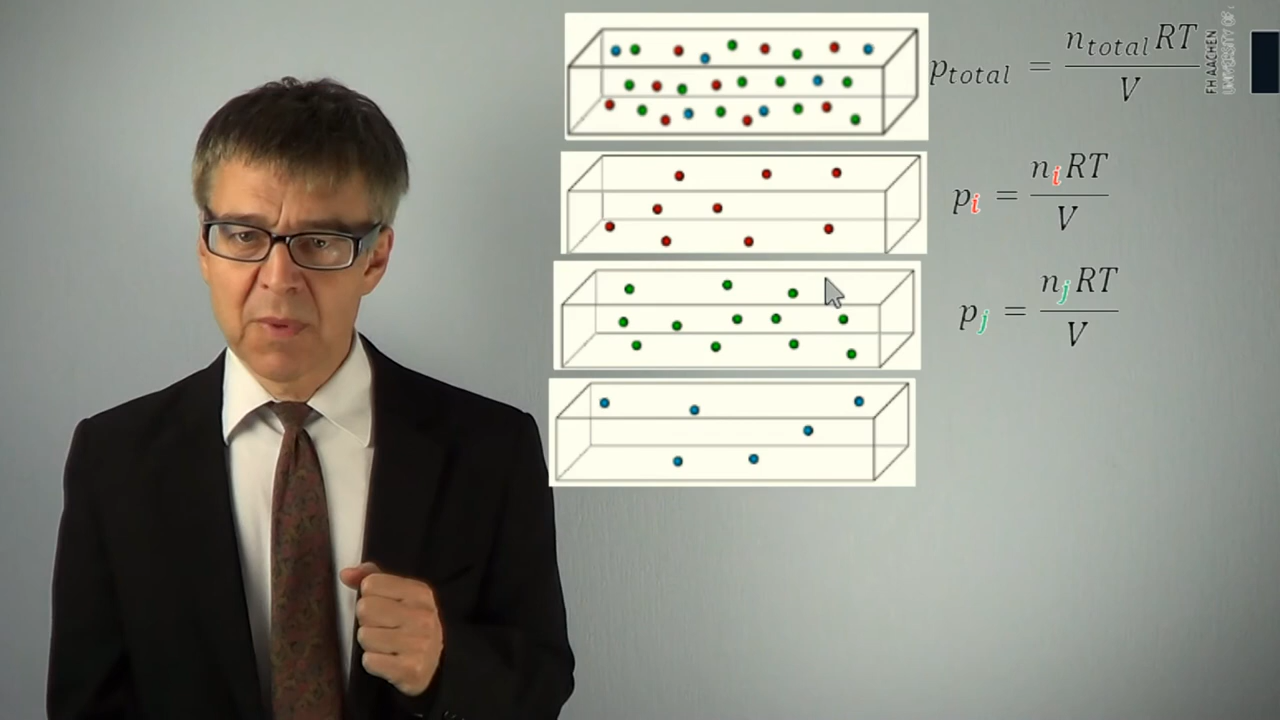 p_total = n_total RT / V
FH AACHEN
UNIVERSITY OF
p_i = n_i RT / V
p_j = n_j RT / V